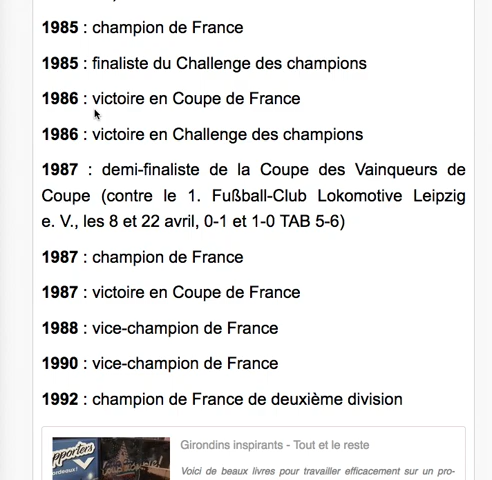 1985 : champion de France
1985 : finaliste du Challenge des champions
1986 : victoire en Coupe de France
1986 : victoire en Challenge des champions
1987 : demi-finaliste de la Coupe des Vainqueurs de
Coupe (contre le 1. Fußball-Club Lokomotive Leipzig
e. V., les 8 et 22 avril, 0-1 et 1-0 TAB 5-6)
1987 : champion de France
1987 : victoire en Coupe de France
1988 : vice-champion de France
1990 : vice-champion de France
1992 : champion de France de deuxième division
Girondins inspirants - Tout et le reste
Voici de beaux livres pour travailler efficacement sur un pro-